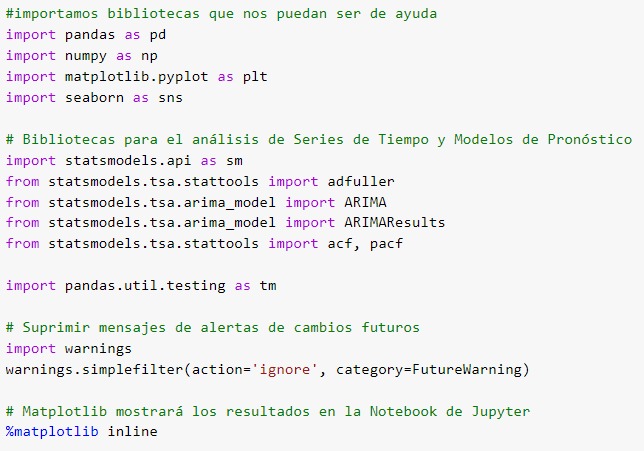 #importamos bibliotecas que nos puedan ser de ayuda
import pandas as pd
import numpy as np
import matplotlib.pyplot as plt
import seaborn as sns
# Bibliotecas para el análisis de Series de Tiempo y Modelos de Pronóstico
import statsmodels.api as sm
from statsmodels.tsa.stattools import adfuller
from statsmodels.tsa.arima_model import ARIMA
from statsmodels.tsa.arima_model import ARIMAResults
from statsmodels.tsa.stattools import acf, pacf
import pandas.util.testing as tm
# Suprimir mensajes de alertas de cambios futuros
import warnings
warnings.simplefilter(action='ignore', category=FutureWarning)
# Matplotlib mostrará los resultados en la Notebook de Jupyter
%matplotlib inline